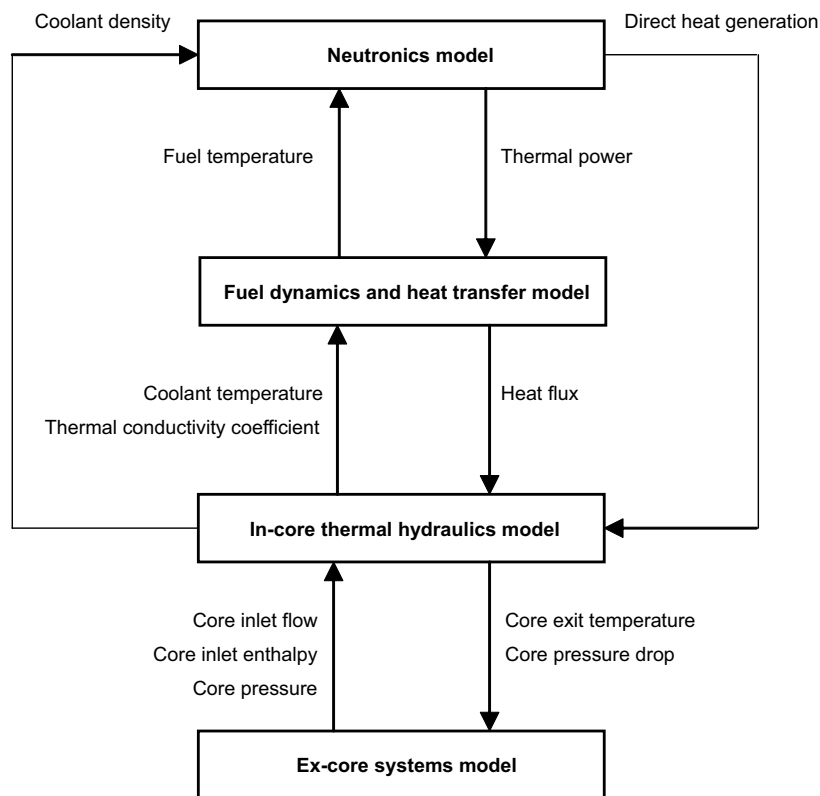 Coolant density
Direct heat generation
Neutronics model
Fuel temperature
Thermal power
Fuel dynamics and heat transfer model
Coolant temperature
Thermal conductivity coefficient
Heat flux
In-core thermal hydraulics model
Core inlet flow
Core inlet enthalpy
Core pressure
Core exit temperature
Core pressure drop
Ex-core systems model